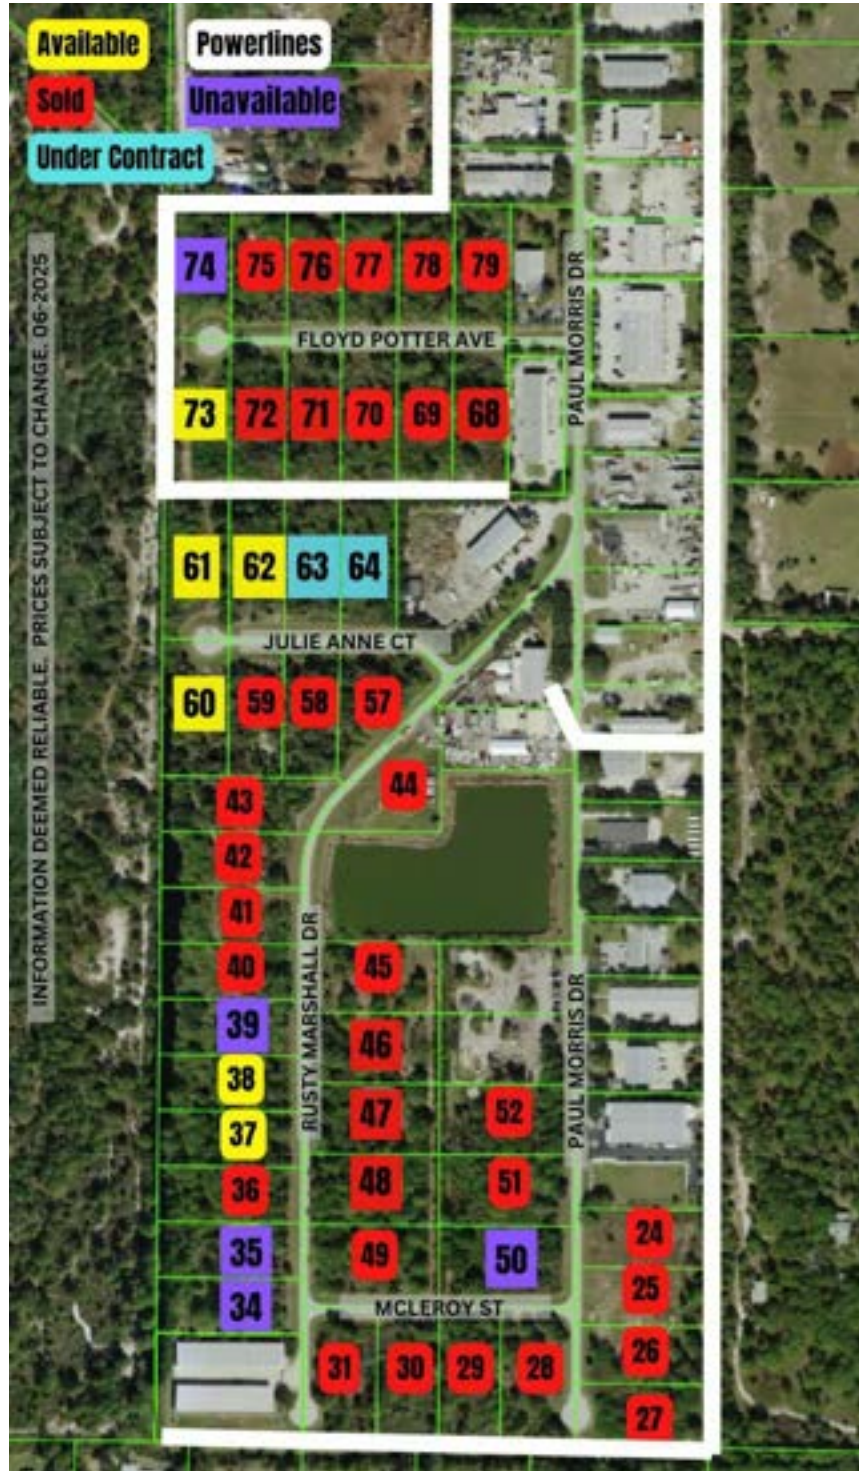 Available
Powerlines
Sold
Unavailable
Under Contract
INFORMATION DEEMED RELIABLE. PRICES SUBJECT TO CHANGE. 06-2025
74 75 76 77 78 79
PAUL MORRIS DR
FLOYD POTTER AVE
73 72 71 70 69 68
61 62 63 64
JULIE ANNE CT
60 59 58 57
44
43
42
41
40 45
39
RUSTY MARSHALL DR
PAUL MORRIS DR
46
38
37 47 52
36 48 51
24
35 49 50
25
34
MCLEROY ST
31 30 29 28 26
27